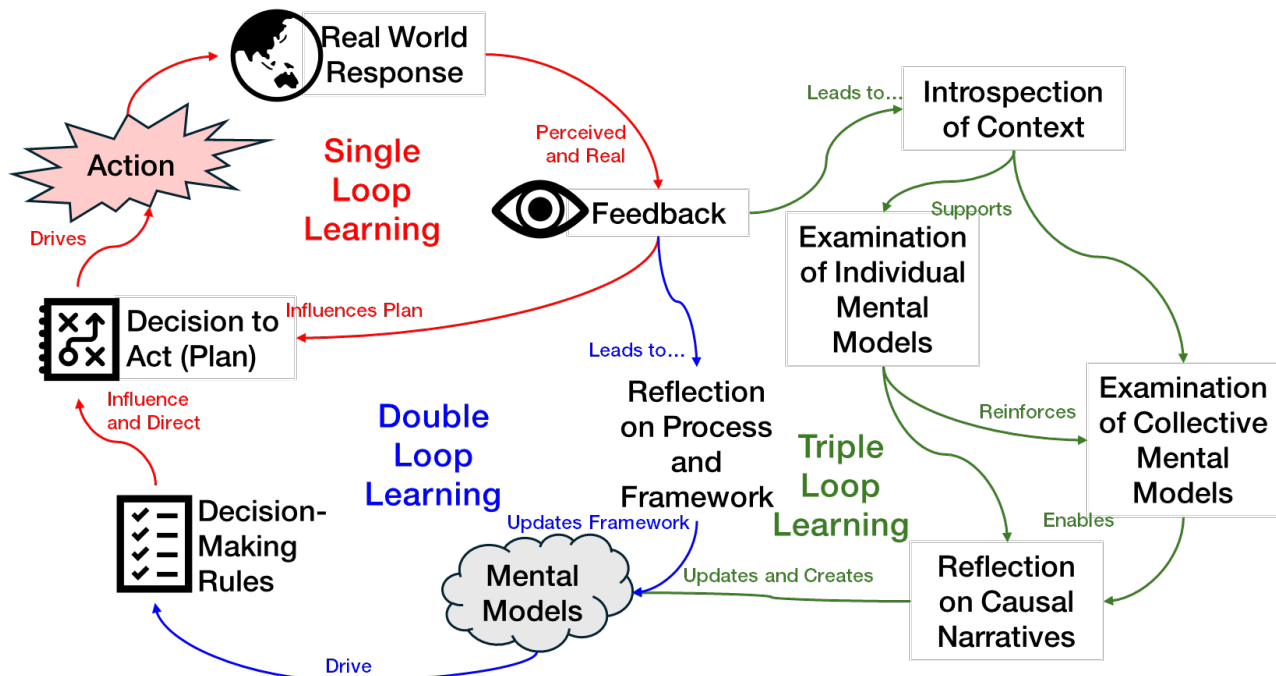 Real World
Response
Leads to...
Introspection
of Context
Action
Single
Loop
Learning
Perceived
and Real
Feedback
Supports
Drives
Examination
of Individual
Mental
Models
Decision to
Act (Plan)
Influences Plan
Leads to...
Influence
and Direct
Reflection
on Process
and
Framework
Reinforces
Examination
of Collective
Mental
Models
Double
Loop
Learning
Triple
Loop
Learning
Decision-
Making
Rules
Updates Framework
Enables
Mental
Models
Updates and Creates
Reflection
on Causal
Narratives
Drive